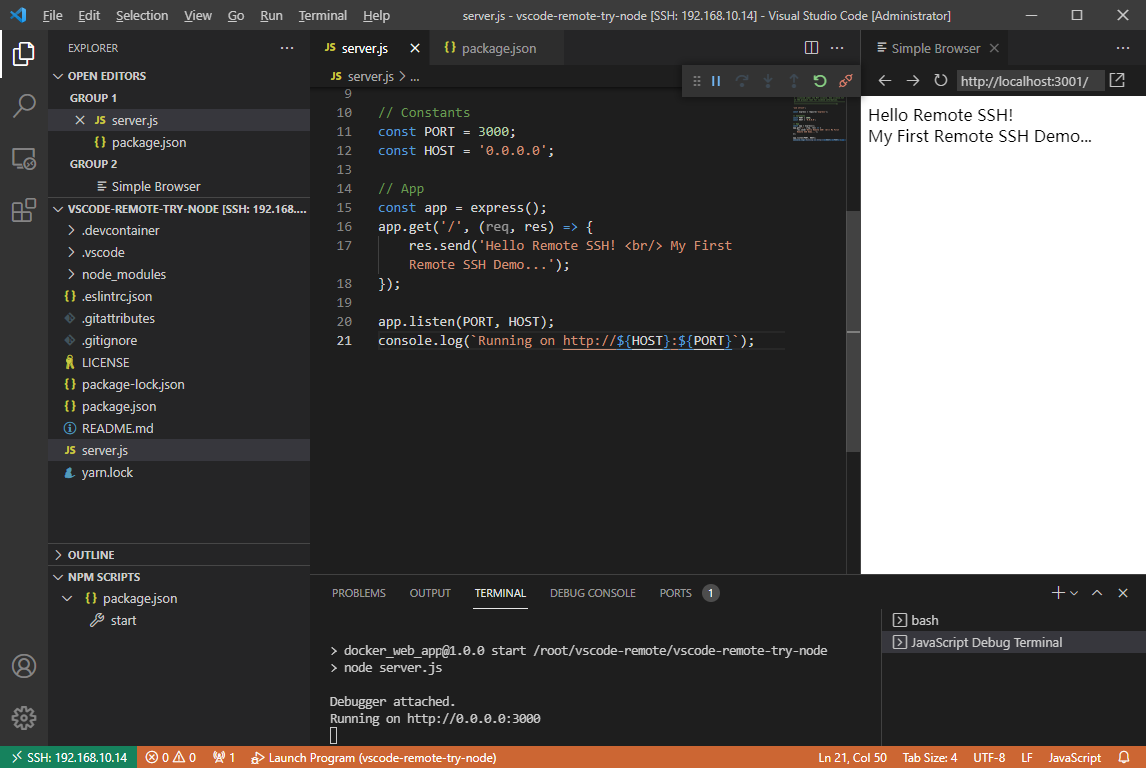 File Edit Selection View Go Run Terminal Help server.js - vscode-remote-try-node [SSH: 192.168.10.14] - Visual Studio Code [Administrator]
EXPLORER
OPEN EDITORS
GROUP 1
JS server.js
{} package.json
GROUP 2
Simple Browser
VSCODE-REMOTE-TRY-NODE [SSH: 192.168....
.devcontainer
.vscode
node_modules
{} .eslintrc.json
.gitattributes
.gitignore
LICENSE
{} package-lock.json
{} package.json
README.md
JS server.js
yarn.lock
OUTLINE
NPM SCRIPTS
{} package.json
start
JS server.js {} package.json
JS server.js > ...
9
10 // Constants
11 const PORT = 3000;
12 const HOST = '0.0.0.0';
13
14 // App
15 const app = express();
16 app.get('/', (req, res) => {
17 res.send('Hello Remote SSH! <br/> My First
Remote SSH Demo...');
18 });
19
20 app.listen(PORT, HOST);
21 console.log(`Running on http://${HOST}:${PORT}`);
Simple Browser
http://localhost:3001/
Hello Remote SSH!
My First Remote SSH Demo...
PROBLEMS OUTPUT TERMINAL DEBUG CONSOLE PORTS 1
> docker_web_app@1.0.0 start /root/vscode-remote/vscode-remote-try-node
> node server.js
Debugger attached.
Running on http://0.0.0.0:3000
bash
JavaScript Debug Terminal
SSH: 192.168.10.14 0 0 1 Launch Program (vscode-remote-try-node) Ln 21, Col 50 Tab Size: 4 UTF-8 LF JavaScript